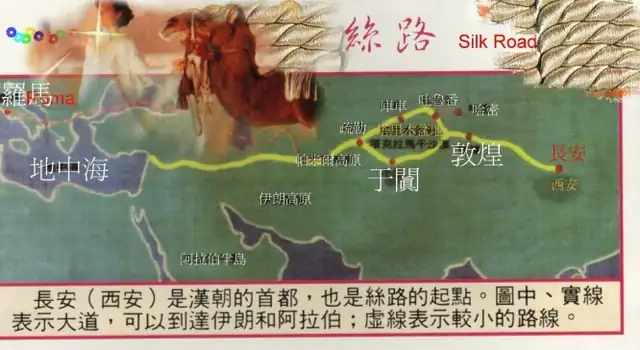 絲路
Silk Road
羅馬
Roma
地中海
庫車
吐魯番
哈密
疏勒
塔里木盆地
塔克拉馬干沙漠
敦煌
長安
西安
帕米爾高原
于闐
伊朗高原
阿拉伯半島
長安（西安）是漢朝的首都，也是絲路的起點。圖中、實線
表示大道，可以到達伊朗和阿拉伯；虛線表示較小的路線。